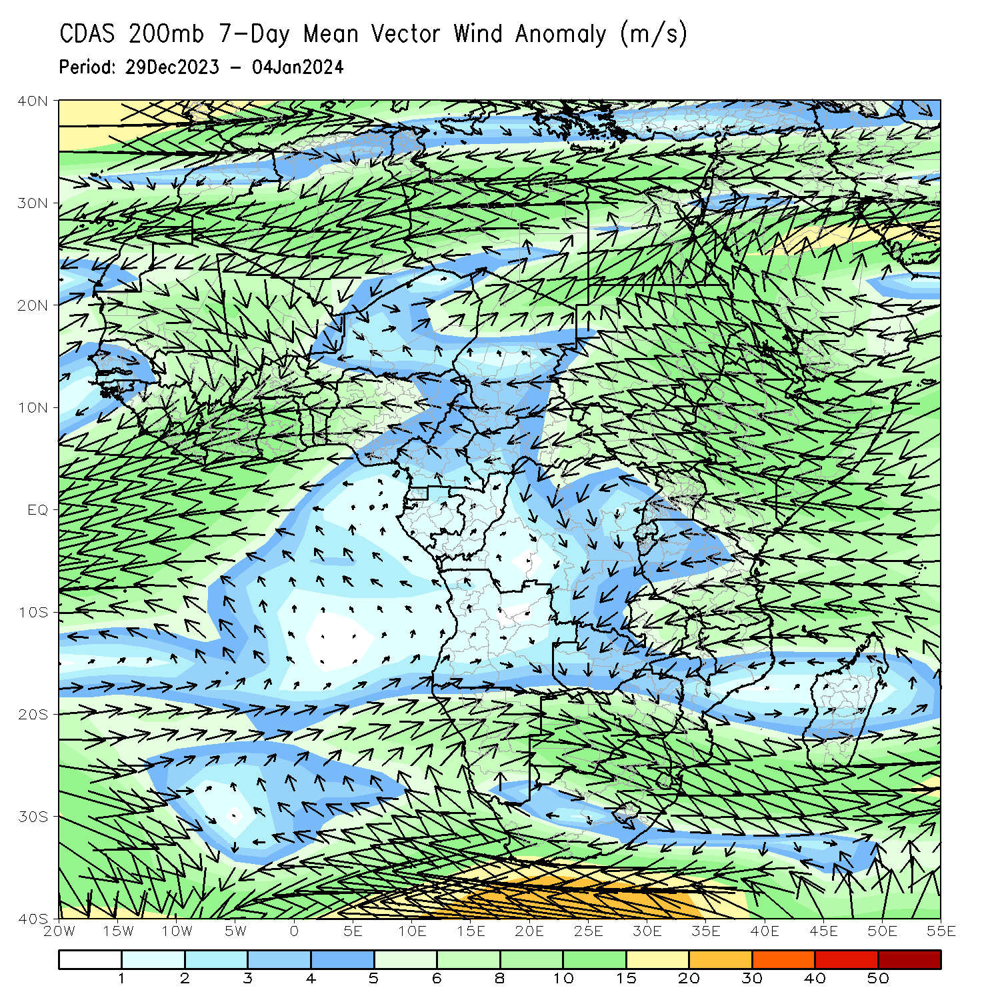 CDAS 200mb 7-Day Mean Vector Wind Anomaly (m/s)
Period: 29Dec2023 - 04Jan2024
40N
30N
20N
10N
EQ
10S
20S
30S
40S
20W 15W 10W 5W 0 5E 10E 15E 20E 25E 30E 35E 40E 45E 50E 55E
1 2 3 4 5 6 8 10 15 20 30 40 50